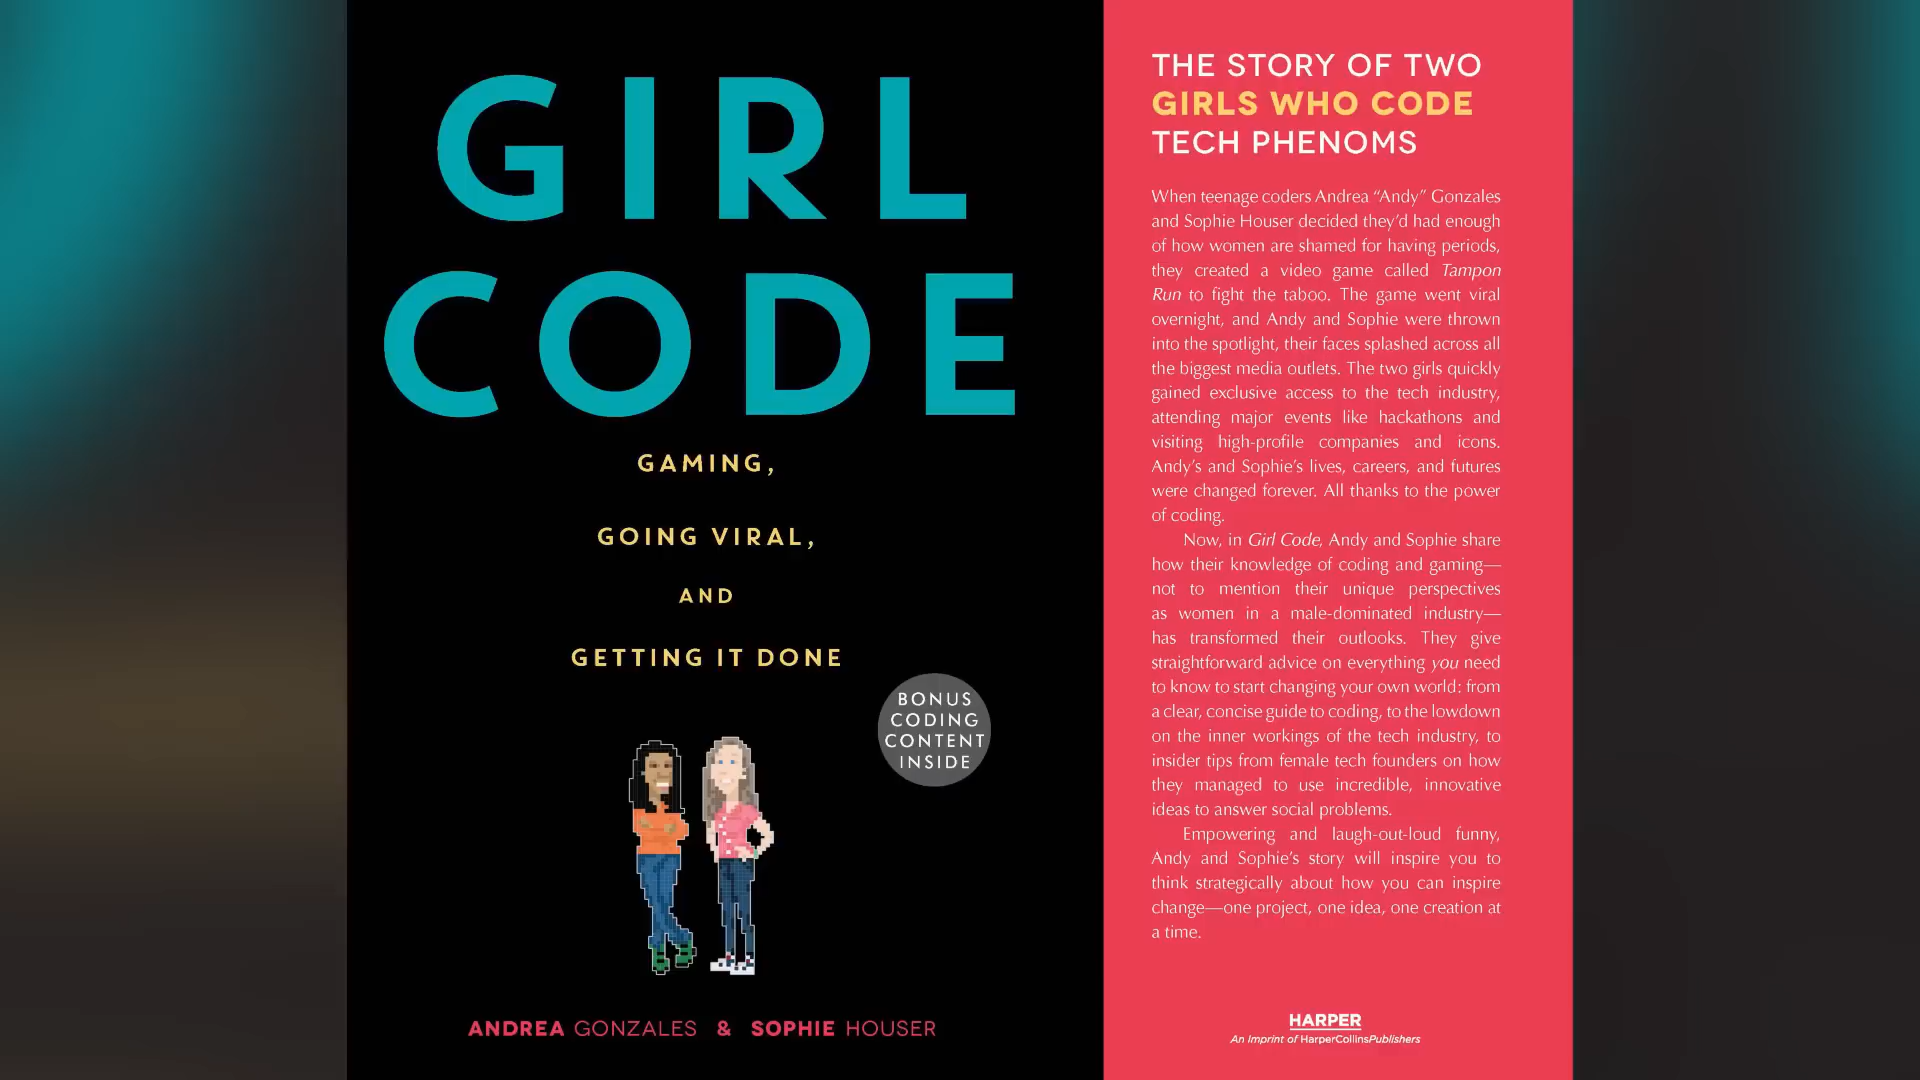 GIRL
CODE
GAMING,
GOING VIRAL,
AND
GETTING IT DONE
BONUS
CODING
CONTENT
INSIDE
ANDREA GONZALES & SOPHIE HOUSER
THE STORY OF TWO
GIRLS WHO CODE
TECH PHENOMS
When teenage coders Andrea “Andy” Gonzales
and Sophie Houser decided they’d had enough
of how women are shamed for having periods,
they created a video game called Tampon
Run to fight the taboo. The game went viral
overnight, and Andy and Sophie were thrown
into the spotlight, their faces splashed across all
the biggest media outlets. The two girls quickly
gained exclusive access to the tech industry,
attending major events like hackathons and
visiting high-profile companies and icons.
Andy’s and Sophie’s lives, careers, and futures
were changed forever. All thanks to the power
of coding.
Now, in Girl Code, Andy and Sophie share
how their knowledge of coding and gaming—
not to mention their unique perspectives
as women in a male-dominated industry—
has transformed their outlooks. They give
straightforward advice on everything you need
to know to start changing your own world: from
a clear, concise guide to coding, to the lowdown
on the inner workings of the tech industry, to
insider tips from female tech founders on how
they managed to use incredible, innovative
ideas to answer social problems.
Empowering and laugh-out-loud funny,
Andy and Sophie’s story will inspire you to
think strategically about how you can inspire
change—one project, one idea, one creation at
a time.
HARPER
An Imprint of HarperCollinsPublishers